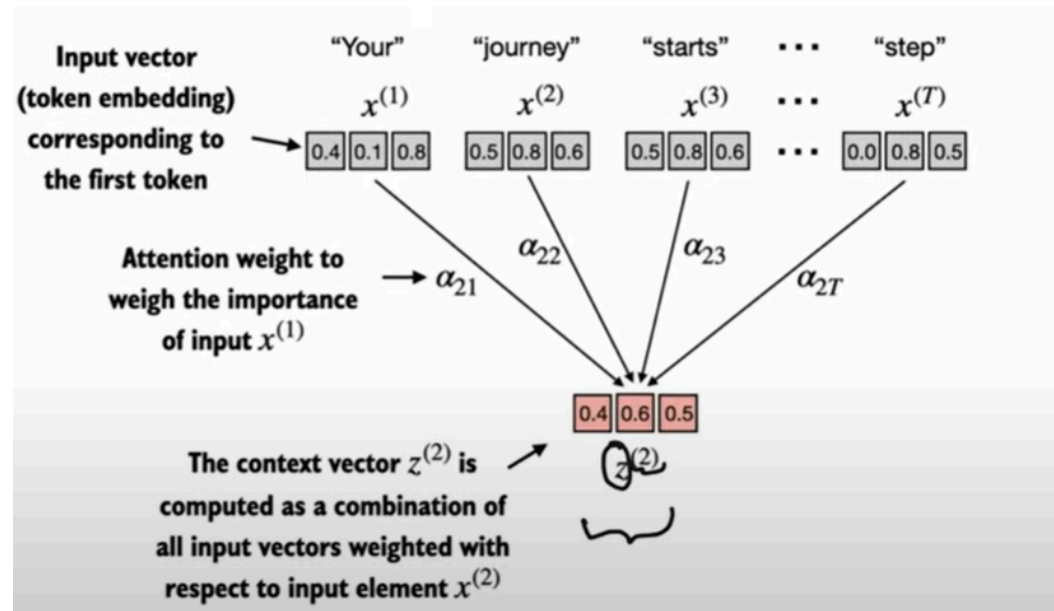 Input vector
(token embedding)
corresponding to
the first token
“Your” “journey” “starts” ... “step”
x^(1) x^(2) x^(3) ... x^(T)
0.4 0.1 0.8 0.5 0.8 0.6 0.5 0.8 0.6 ... 0.0 0.8 0.5
Attention weight to
weigh the importance
of input x^(1)
α21 α22 α23 α2T
0.4 0.6 0.5
z^(2)
The context vector z^(2) is
computed as a combination of
all input vectors weighted with
respect to input element x^(2)